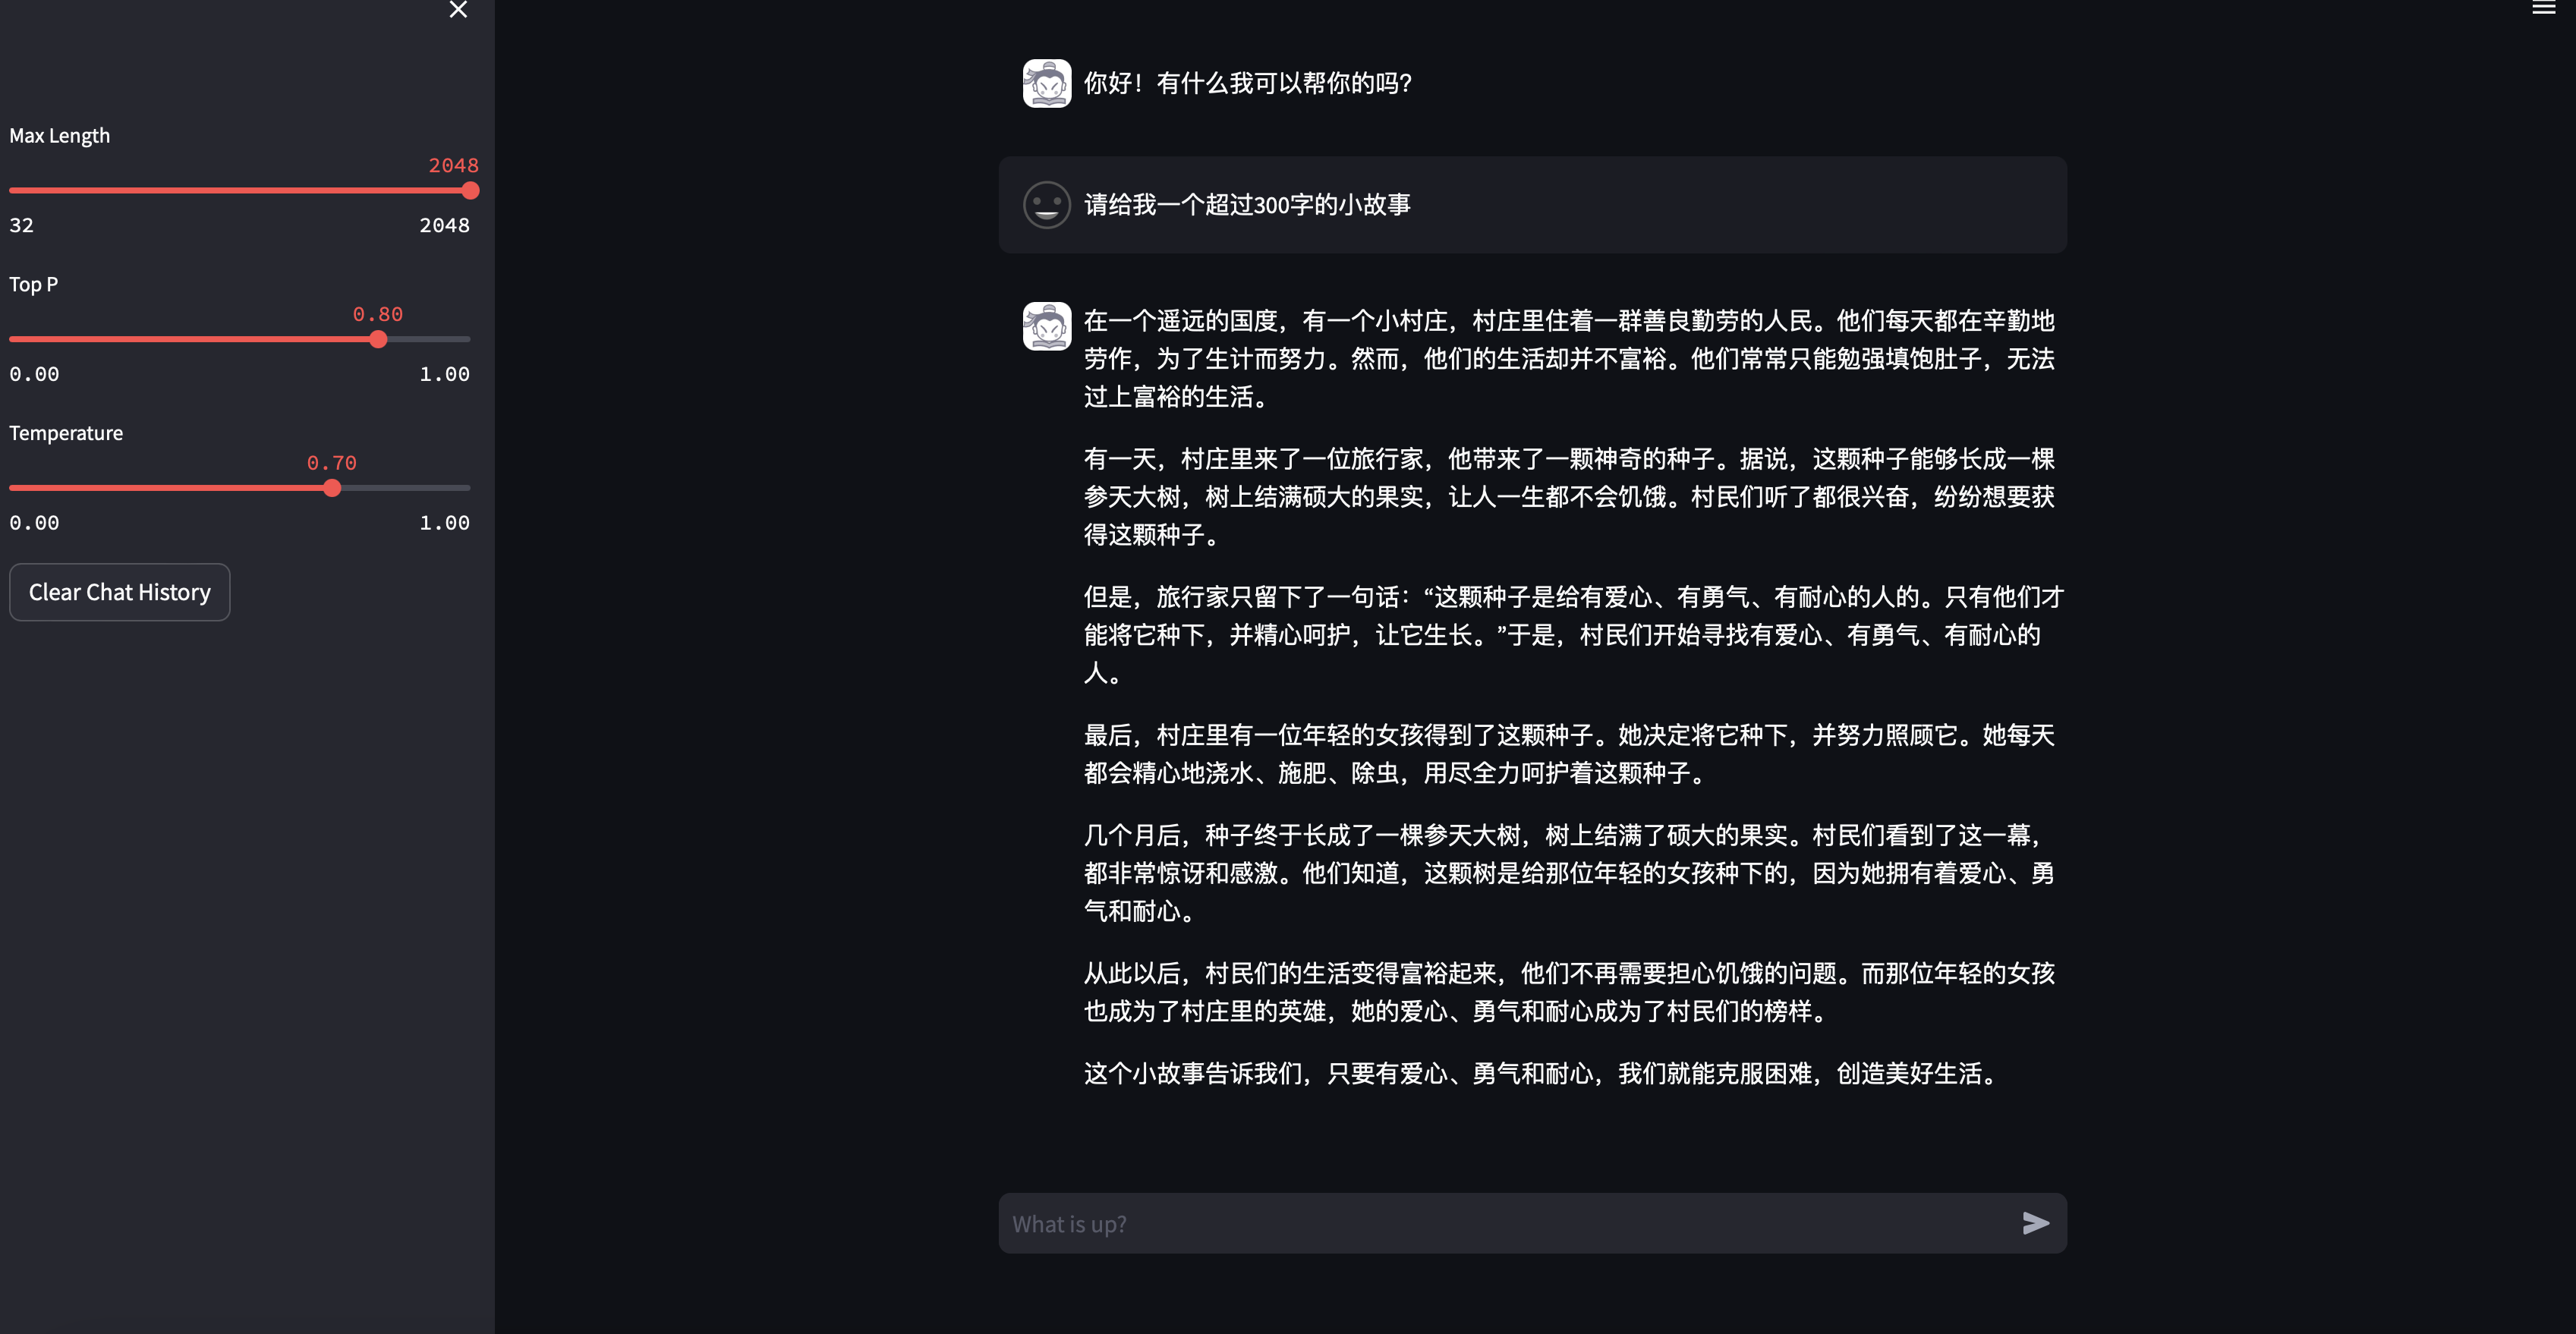 Max Length
2048
32 2048
Top P
0.80
0.00 1.00
Temperature
0.70
0.00 1.00
Clear Chat History
你好！有什么我可以帮你的吗？
请给我一个超过300字的小故事
在一个遥远的国度，有一个小村庄，村庄里住着一群善良勤劳的人民。他们每天都在辛勤地
劳作，为了生计而努力。然而，他们的生活却并不富裕。他们常常只能勉强填饱肚子，无法
过上富裕的生活。
有一天，村庄里来了一位旅行家，他带来了一颗神奇的种子。据说，这颗种子能够长成一棵
参天大树，树上结满硕大的果实，让人一生都不会饥饿。村民们听了都很兴奋，纷纷想要获
得这颗种子。
但是，旅行家只留下了一句话：“这颗种子是给有爱心、有勇气、有耐心的人的。只有他们才
能将它种下，并精心呵护，让它生长。”于是，村民们开始寻找有爱心、有勇气、有耐心的
人。
最后，村庄里有一位年轻的女孩得到了这颗种子。她决定将它种下，并努力照顾它。她每天
都会精心地浇水、施肥、除虫，用尽全力呵护着这颗种子。
几个月后，种子终于长成了一棵参天大树，树上结满了硕大的果实。村民们看到了这一幕，
都非常惊讶和感激。他们知道，这颗树是给那位年轻的女孩种下的，因为她拥有着爱心、勇
气和耐心。
从此以后，村民们的生活变得富裕起来，他们不再需要担心饥饿的问题。而那位年轻的女孩
也成为了村庄里的英雄，她的爱心、勇气和耐心成为了村民们的榜样。
这个小故事告诉我们，只要有爱心、勇气和耐心，我们就能克服困难，创造美好生活。
What is up?